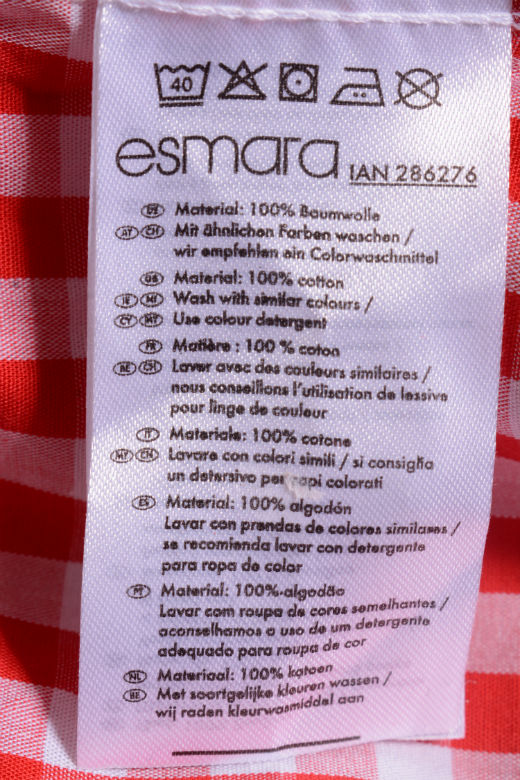 40
esmara
IAN 286276
DE Material: 100% Baumwolle
AT CH Mit ähnlichen Farben waschen /
wir empfehlen ein Colorwaschmittel
GB Material: 100% cotton
IE MT Wash with similar colours /
CY MT Use colour detergent
FR Matière : 100 % coton
BE CH Laver avec des couleurs similaires /
nous conseillons l'utilisation de lessive
pour linge de couleur
IT Materiale: 100% cotone
MT CH Lavare con colori simili / si consiglia
un detersivo per capi colorati
ES Material: 100% algodón
Lavar con prendas de colores similares /
se recomienda lavar con detergente
para ropa de color
PT Material: 100% algodão
Lavar com roupa de cores semelhantes /
aconselhamos a uso de um detergente
adequado para roupa de cor
NL Materiaal: 100% katoen
BE Met soortgelijke kleuren wassen /
wij raden kleurwasmiddel aan